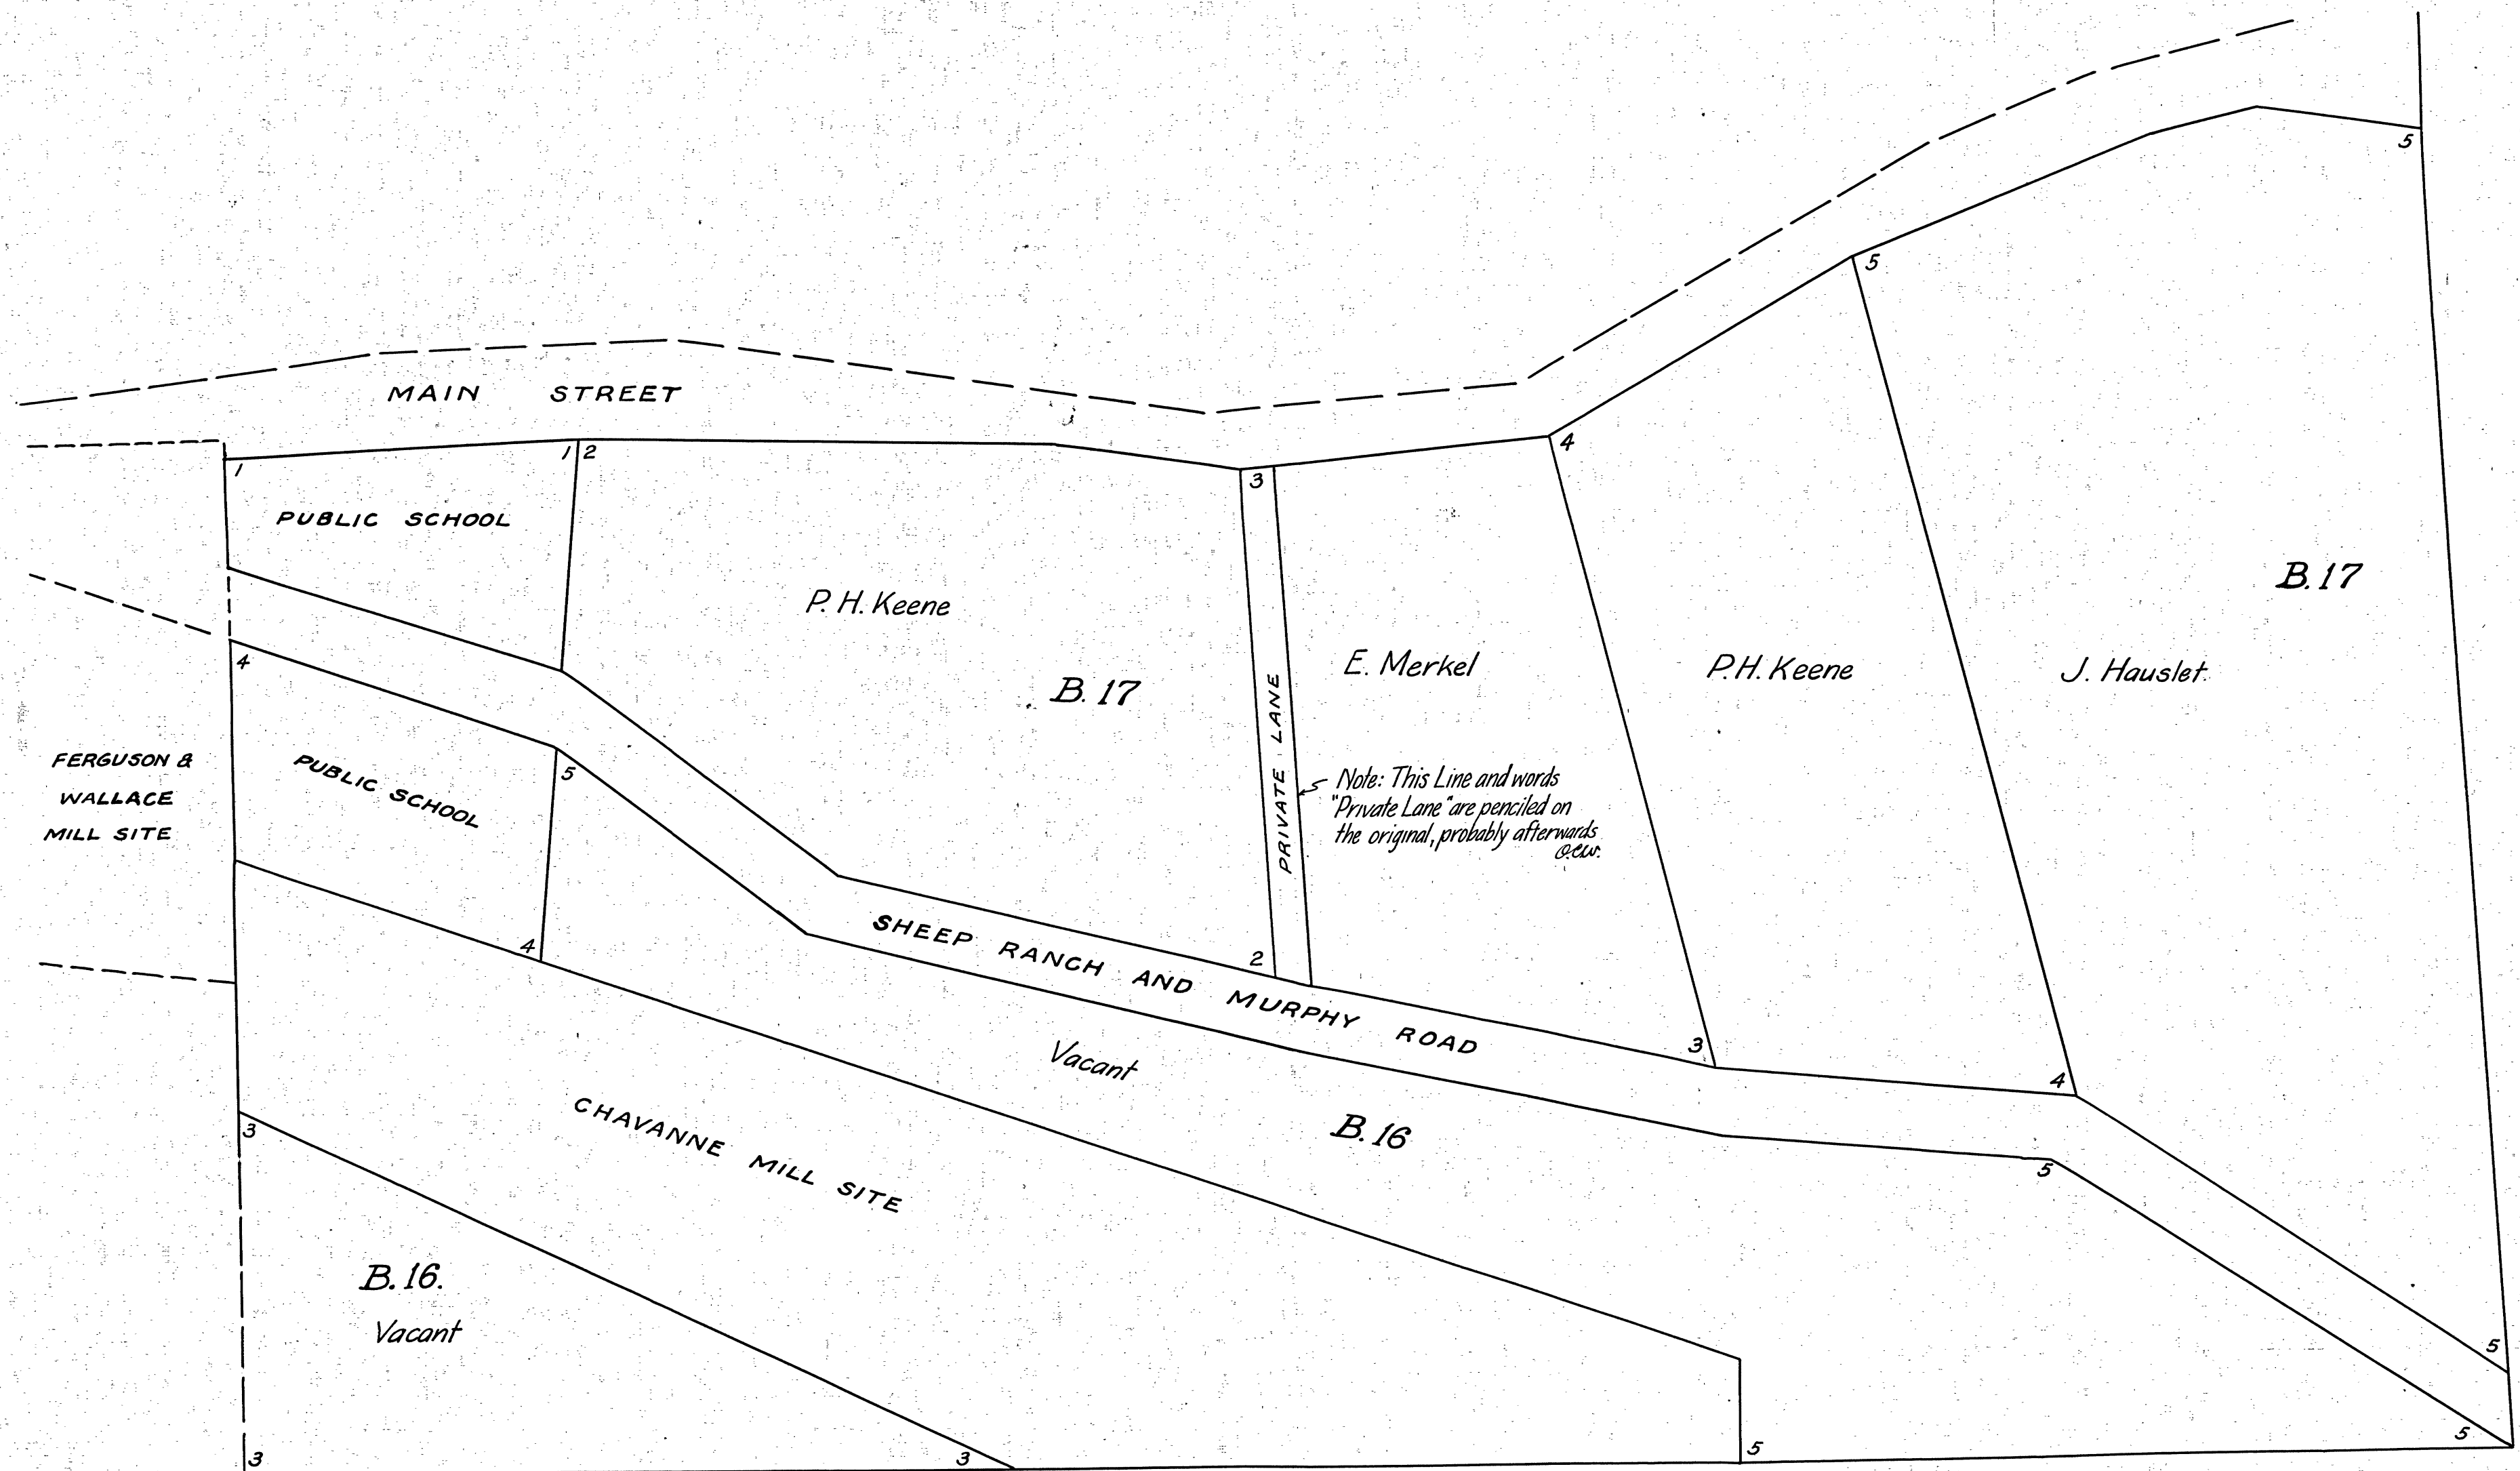 5
5
MAIN STREET
4
1
1
2
3
PUBLIC SCHOOL
B. 17
P. H. Keene
4
E. Merkel
P. H. Keene
J. Hauslet.
B. 17
PRIVATE LANE
FERGUSON &
WALLACE
MILL SITE
PUBLIC SCHOOL
5
Note: This Line and words
"Private Lane" are penciled on
the original, probably afterwards
4
2
SHEEP RANCH AND MURPHY ROAD
3
4
Vacant
CHAVANNE MILL SITE
B. 16
3
5
B. 16.
Vacant
5
3
3
5
5